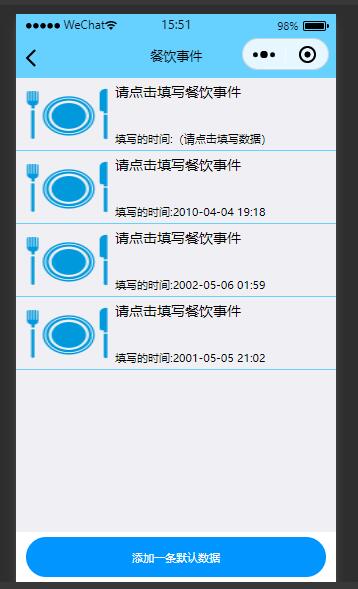 WeChat 15:51 98%
餐饮事件
请点击填写餐饮事件
填写的时间:（请点击填写数据）
请点击填写餐饮事件
填写的时间:2010-04-04 19:18
请点击填写餐饮事件
填写的时间:2002-05-06 01:59
请点击填写餐饮事件
填写的时间:2001-05-05 21:02
添加一条默认数据